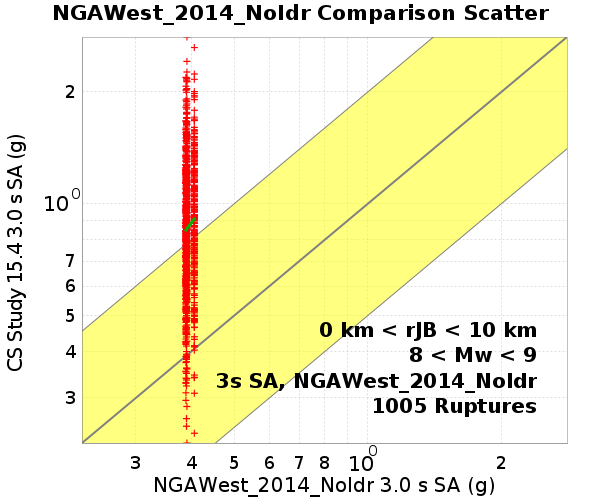 NGAWest_2014_NoIdr Comparison Scatter
CS Study 15.4 3.0 s SA (g)
2
10⁰
7
6
5
4
3
0 km < rJB < 10 km
8 < Mw < 9
3s SA, NGAWest_2014_NoIdr
1005 Ruptures
3 4 5 6 7 8 10⁰ 2
NGAWest_2014_NoIdr 3.0 s SA (g)